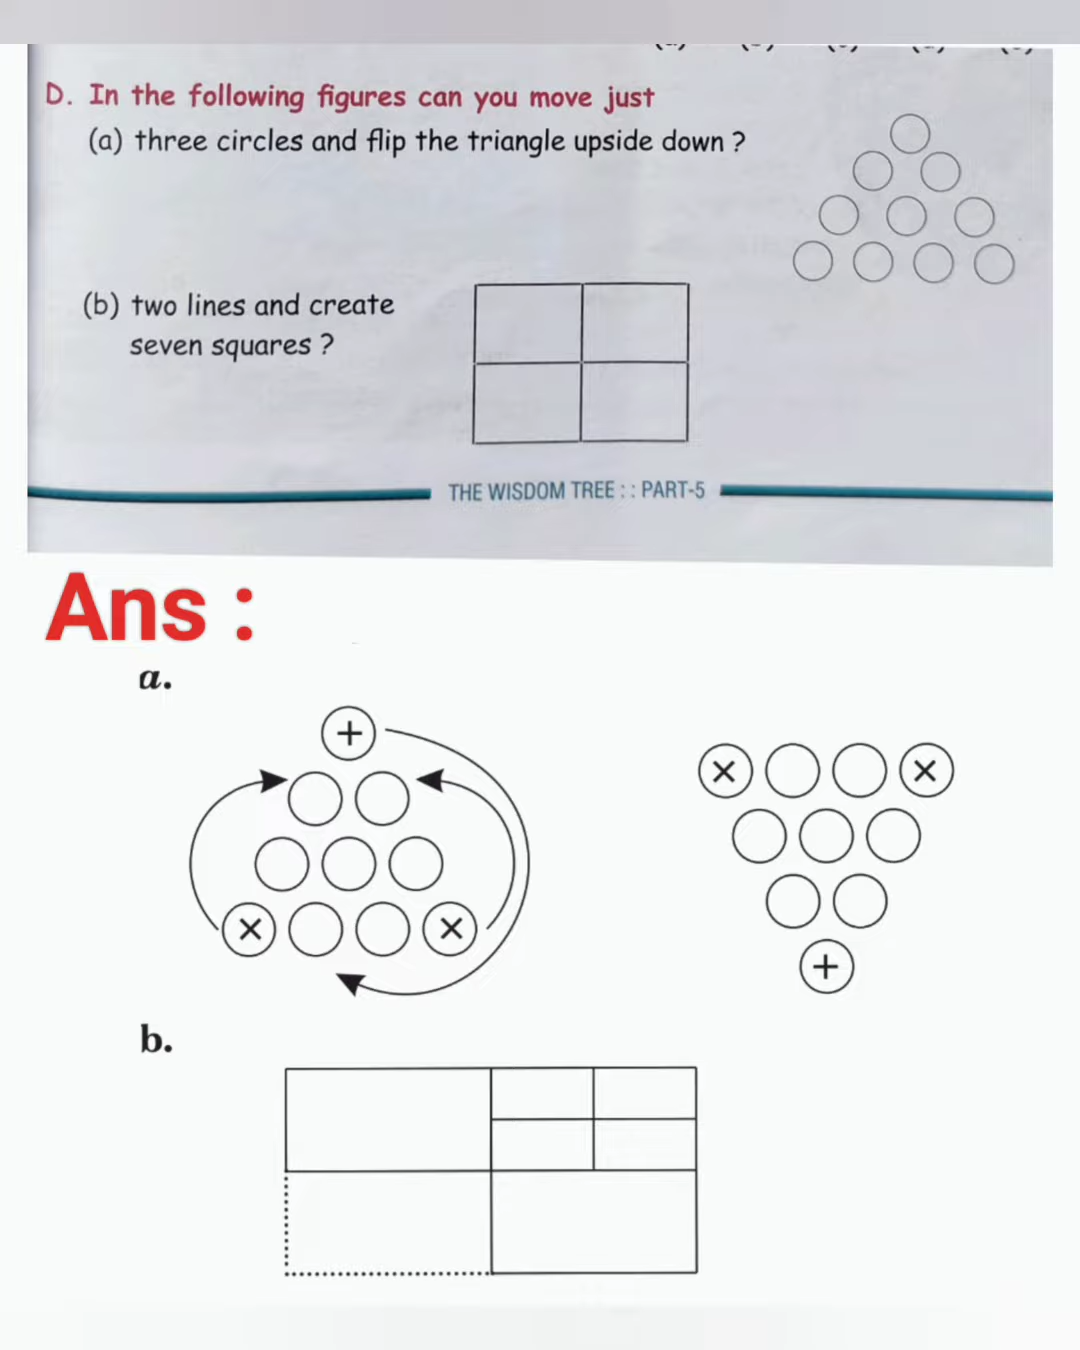 D. In the following figures can you move just
(a) three circles and flip the triangle upside down ?
(b) two lines and create
seven squares ?
THE WISDOM TREE : : PART-5
Ans :
a.
+
× ×
× ×
+
b.